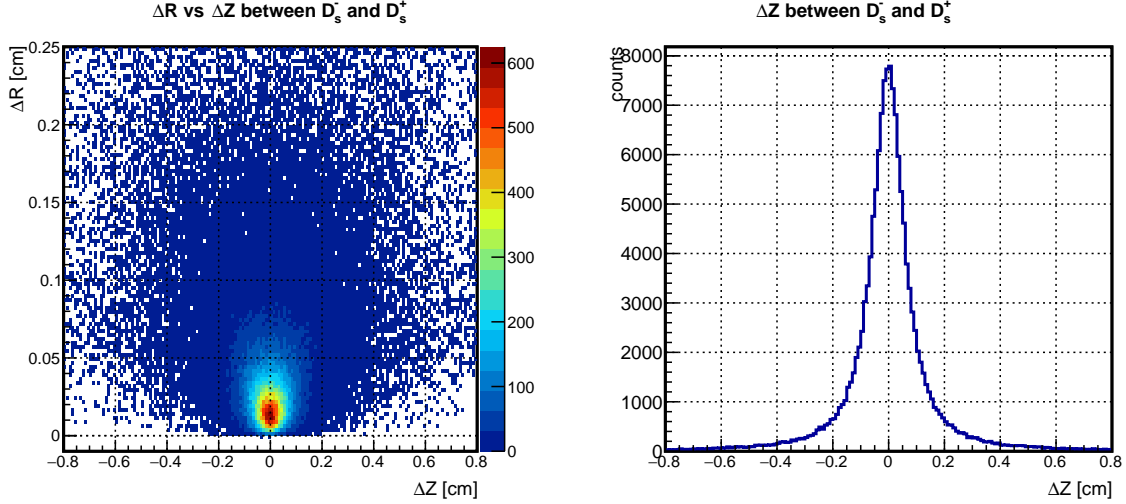 ΔR vs ΔZ between D_s^- and D_s^+
ΔR [cm]
0.25
0.2
0.15
0.1
0.05
0
−0.8 −0.6 −0.4 −0.2 0 0.2 0.4 0.6 0.8
ΔZ [cm]
600
500
400
300
200
100
0
ΔZ between D_s^- and D_s^+
counts
8000
7000
6000
5000
4000
3000
2000
1000
0
−0.8 −0.6 −0.4 −0.2 0 0.2 0.4 0.6 0.8
ΔZ [cm]